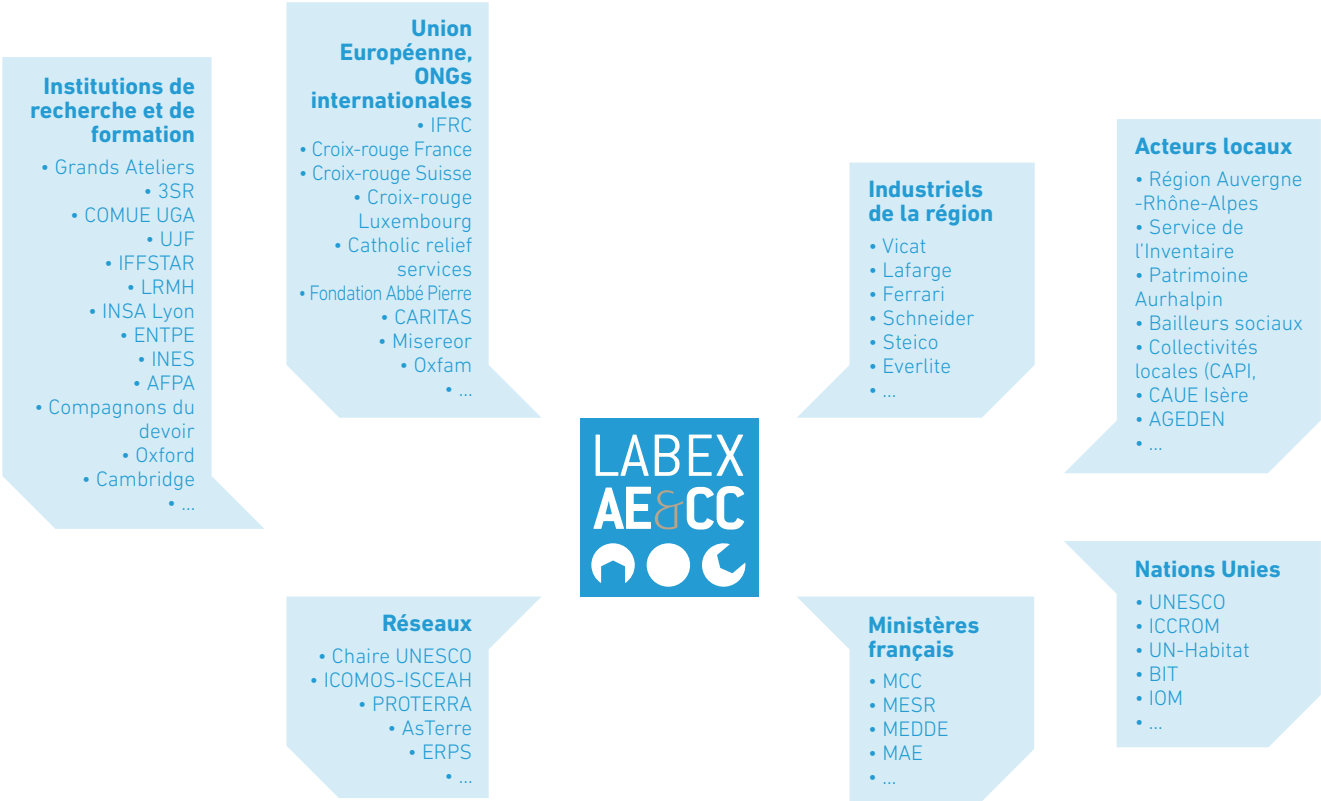 Institutions de
recherche et de
formation
• Grands Ateliers
• 3SR
• COMUE UGA
• UJF
• IFFSTAR
• LRMH
• INSA Lyon
• ENTPE
• INES
• AFPA
• Compagnons du
devoir
• Oxford
• Cambridge
• ...
Union
Européenne,
ONGs
internationales
• IFRC
• Croix-rouge France
• Croix-rouge Suisse
• Croix-rouge
Luxembourg
• Catholic relief
services
• Fondation Abbé Pierre
• CARITAS
• Misereor
• Oxfam
• ...
Industriels
de la région
• Vicat
• Lafarge
• Ferrari
• Schneider
• Steico
• Everlite
• ...
Acteurs locaux
• Région Auvergne
-Rhône-Alpes
• Service de
l'Inventaire
• Patrimoine
Aurhalpin
• Bailleurs sociaux
• Collectivités
locales (CAPI,
• CAUE Isère
• AGEDEN
• ...
LABEX
AE&CC
Réseaux
• Chaire UNESCO
• ICOMOS-ISCEAH
• PROTERRA
• AsTerre
• ERPS
• ...
Ministères
français
• MCC
• MESR
• MEDDE
• MAE
• ...
Nations Unies
• UNESCO
• ICCROM
• UN-Habitat
• BIT
• IOM
• ...